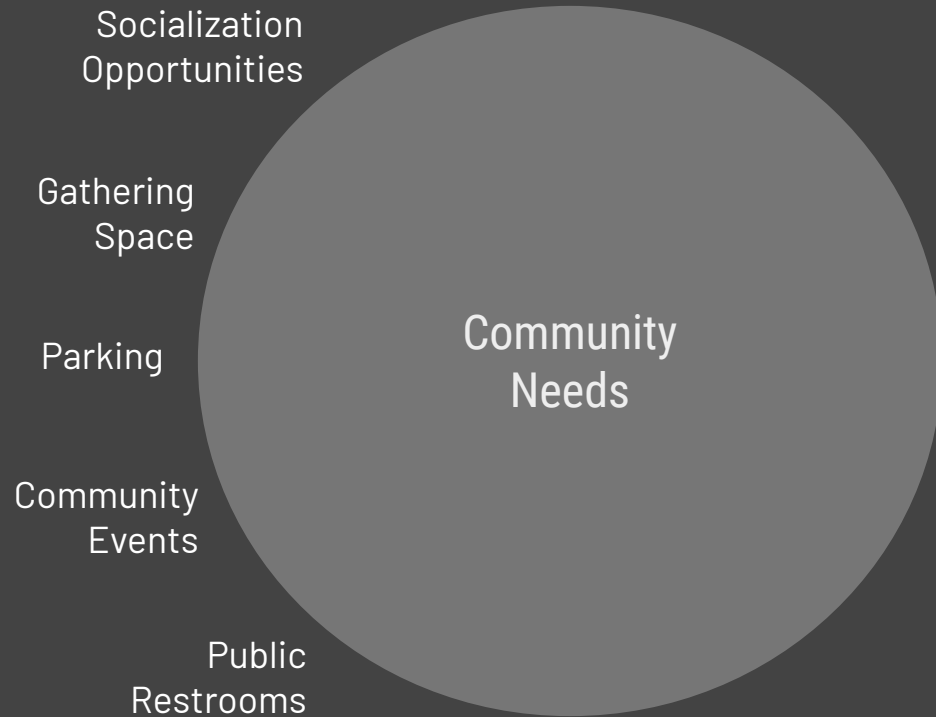 Socialization
Opportunities
Gathering
Space
Parking
Community
Needs
Community
Events
Public
Restrooms